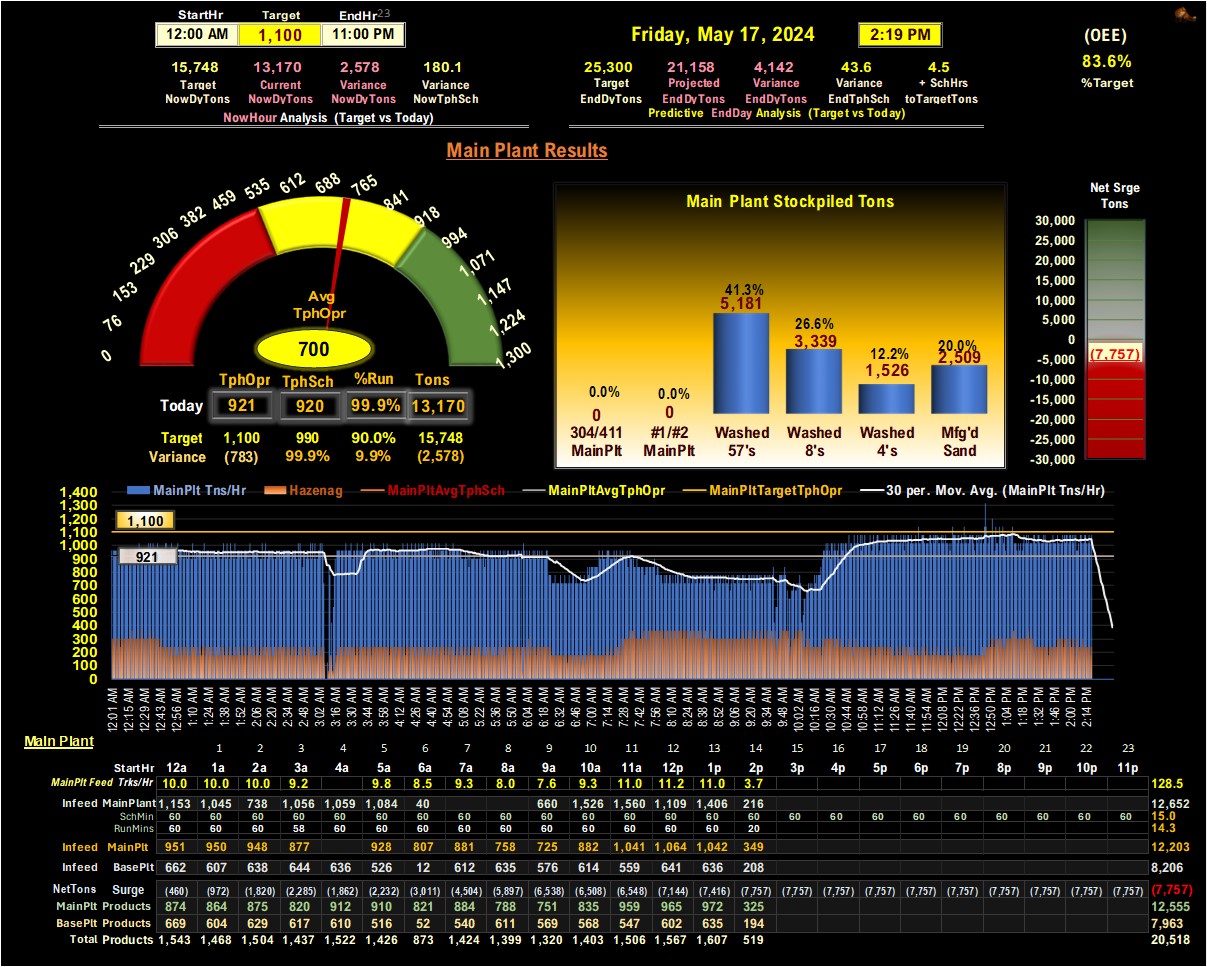 StartHr Target EndHr 23
12:00 AM 1,100 11:00 PM
15,748 13,170 2,578 180.1
Target Current Variance Variance
NowDyTons NowDyTons NowDyTons NowTphSch
NowHour Analysis (Target vs Today)
Friday, May 17, 2024 2:19 PM
25,300 21,158 4,142 43.6 4.5
Target Projected Variance Variance + SchHrs
EndDyTons EndDyTons EndDyTons EndTphSch toTargetTons
Predictive EndDay Analysis (Target vs Today)
(OEE)
83.6%
%Target
Main Plant Results
0 76 153 229 306 382 459 535 612 688 765 841 918 994 1,071 1,147 1,224 1,300
Avg
TphOpr
700
TphOpr TphSch %Run Tons
Today 921 920 99.9% 13,170
Target 1,100 990 90.0% 15,748
Variance (783) 99.9% 9.9% (2,578)
Main Plant Stockpiled Tons
0.0% 0.0% 41.3% 26.6% 12.2% 20.0%
0 0 5,181 3,339 1,526 2,509
304/411 #1/#2 Washed Washed Washed Mfg'd
MainPlt MainPlt 57's 8's 4's Sand
Net Srge
Tons
30,000
25,000
20,000
15,000
10,000
5,000
0
(7,757)
-5,000
-10,000
-15,000
-20,000
-25,000
-30,000
MainPlt Tns/Hr Hazenag MainPltAvgTphSch MainPltAvgTphOpr MainPltTargetTphOpr 30 per. Mov. Avg. (MainPlt Tns/Hr)
1,400
1,300
1,200
1,100
1,100
1,000
921
900
800
700
600
500
400
300
200
100
0
12:01 AM 12:15 AM 12:29 AM 12:43 AM 12:56 AM 1:10 AM 1:24 AM 1:38 AM 1:52 AM 2:06 AM 2:20 AM 2:34 AM 2:48 AM 3:02 AM 3:16 AM 3:30 AM 3:44 AM 3:58 AM 4:12 AM 4:26 AM 4:40 AM 4:54 AM 5:08 AM 5:22 AM 5:36 AM 5:50 AM 6:04 AM 6:18 AM 6:32 AM 6:46 AM 7:00 AM 7:14 AM 7:28 AM 7:42 AM 7:56 AM 8:10 AM 8:24 AM 8:38 AM 8:52 AM 9:06 AM 9:20 AM 9:34 AM 9:48 AM 10:02 AM 10:16 AM 10:30 AM 10:44 AM 10:58 AM 11:12 AM 11:26 AM 11:40 AM 11:54 AM 12:08 PM 12:22 PM 12:36 PM 12:50 PM 1:04 PM 1:18 PM 1:32 PM 1:46 PM 2:00 PM 2:14 PM
Main Plant
1 2 3 4 5 6 7 8 9 10 11 12 13 14 15 16 17 18 19 20 21 22 23
StartHr 12a 1a 2a 3a 4a 5a 6a 7a 8a 9a 10a 11a 12p 1p 2p 3p 4p 5p 6p 7p 8p 9p 10p 11p
MainPlt Feed Trks/Hr 10.0 10.0 10.0 9.2 9.8 8.5 9.3 8.0 7.6 9.3 11.0 11.2 11.0 3.7 128.5
Infeed MainPlant 1,153 1,045 738 1,056 1,059 1,084 40 660 1,526 1,560 1,109 1,406 216 12,652
SchMin 60 60 60 60 60 60 60 60 60 60 60 60 60 60 60 60 60 60 60 60 60 60 60 60 15.0
RunMins 60 60 60 58 60 60 60 60 60 60 60 60 60 60 20 14.3
Infeed MainPlt 951 950 948 877 928 807 881 758 725 882 1,041 1,064 1,042 349 12,203
Infeed BasePlt 662 607 638 644 636 526 12 612 635 576 614 559 641 636 208 8,206
NetTons Surge (460) (972) (1,820) (2,285) (1,862) (2,232) (3,011) (4,504) (5,897) (6,538) (6,508) (6,548) (7,144) (7,416) (7,757) (7,757) (7,757) (7,757) (7,757) (7,757) (7,757) (7,757) (7,757) (7,757) (7,757)
MainPlt Products 874 864 875 820 912 910 821 884 788 751 835 959 965 972 325 12,555
BasePlt Products 669 604 629 617 610 516 52 540 611 569 568 547 602 635 194 7,963
Total Products 1,543 1,468 1,504 1,437 1,522 1,426 873 1,424 1,399 1,320 1,403 1,506 1,567 1,607 519 20,518